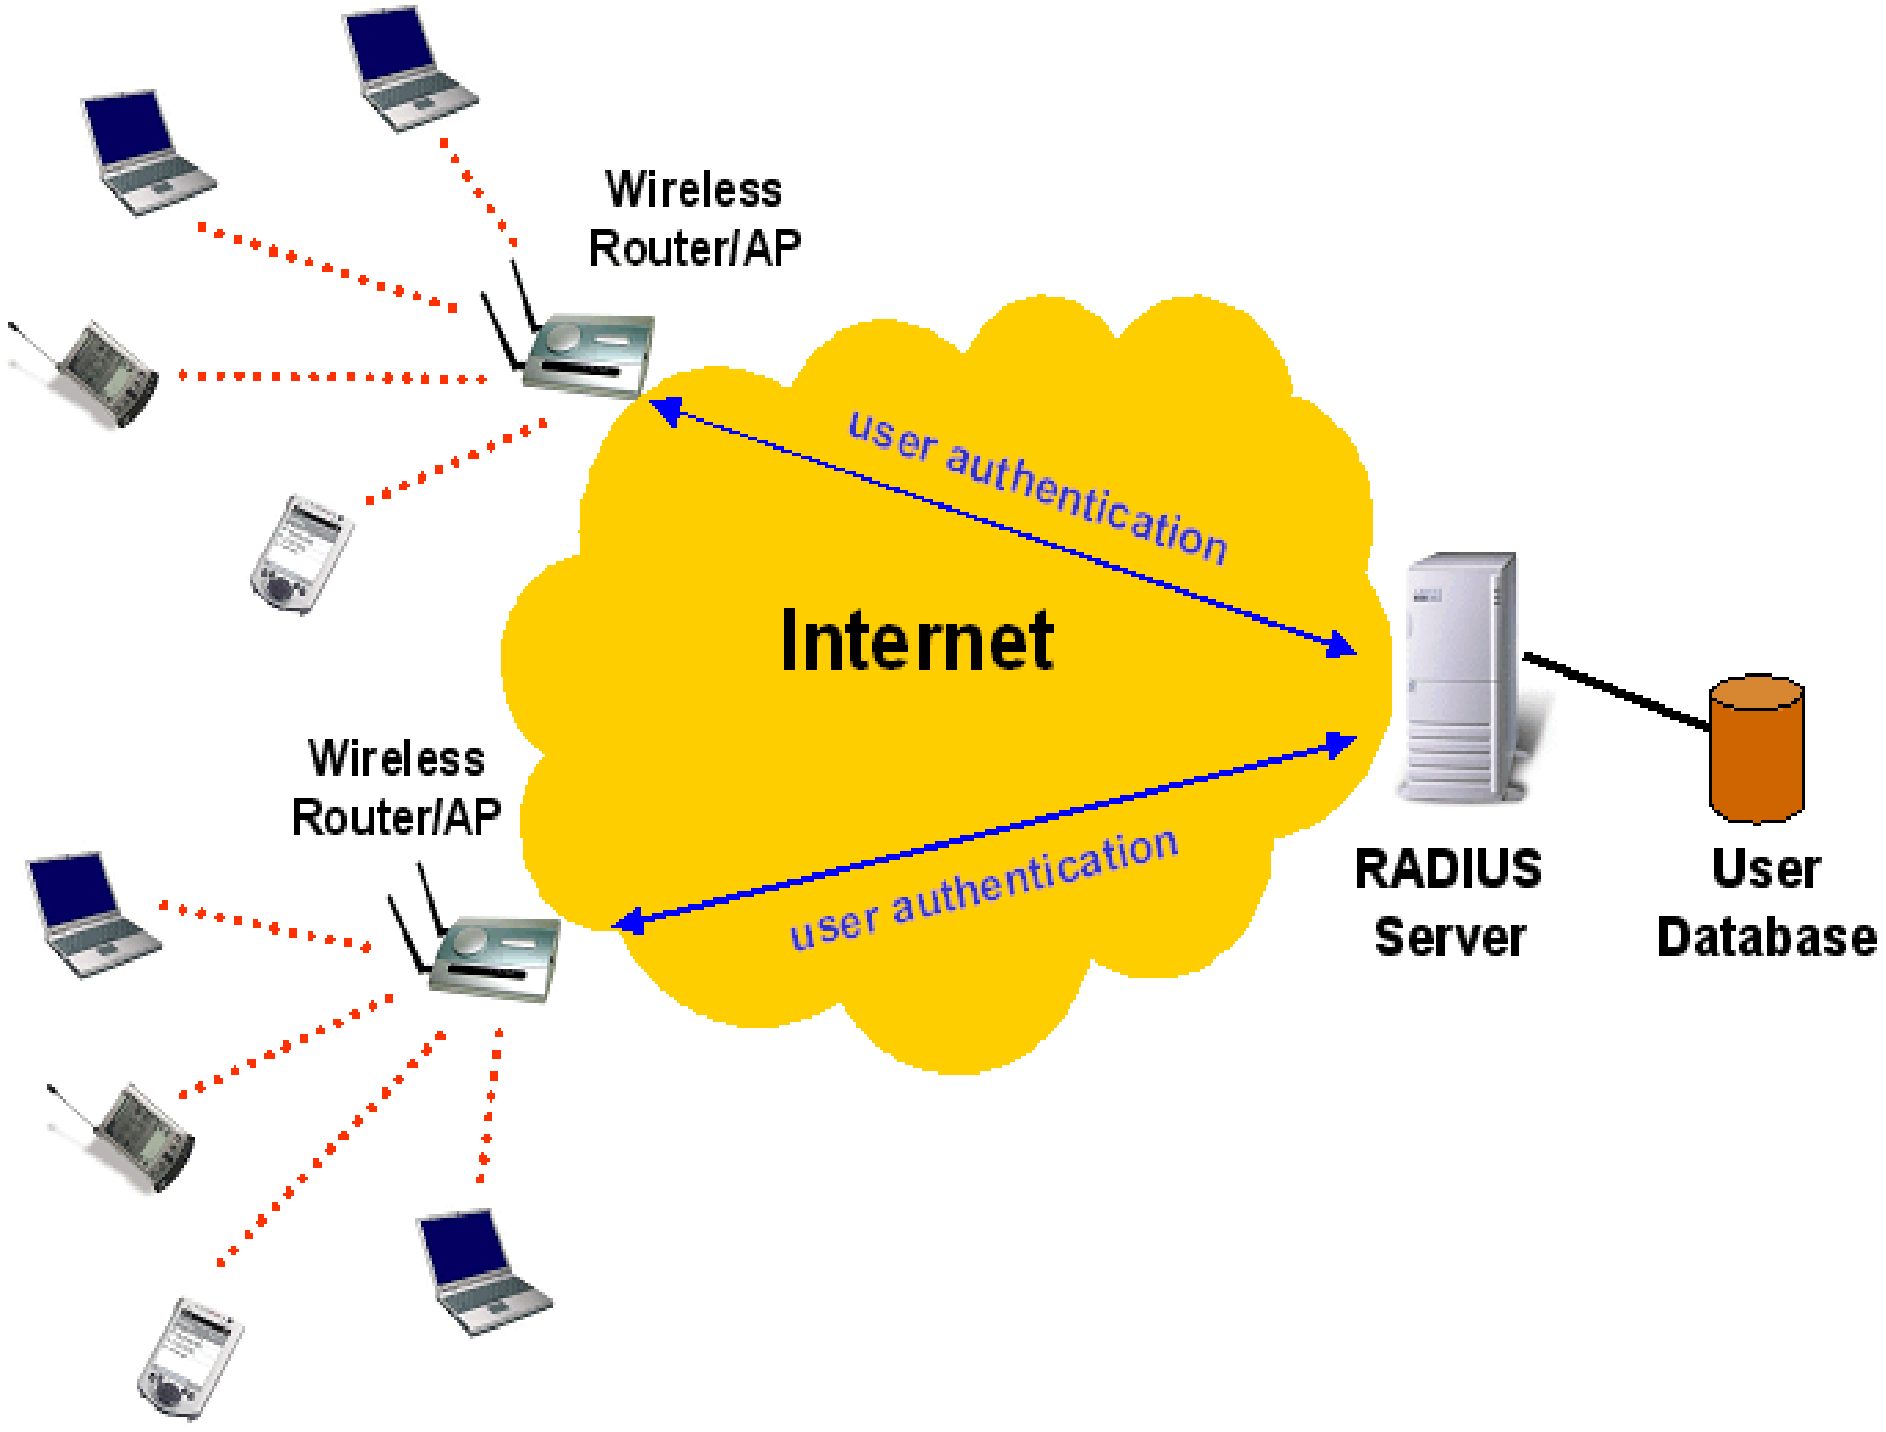 Wireless
Router/AP
user authentication
Internet
Wireless
Router/AP
user authentication
RADIUS
Server
User
Database